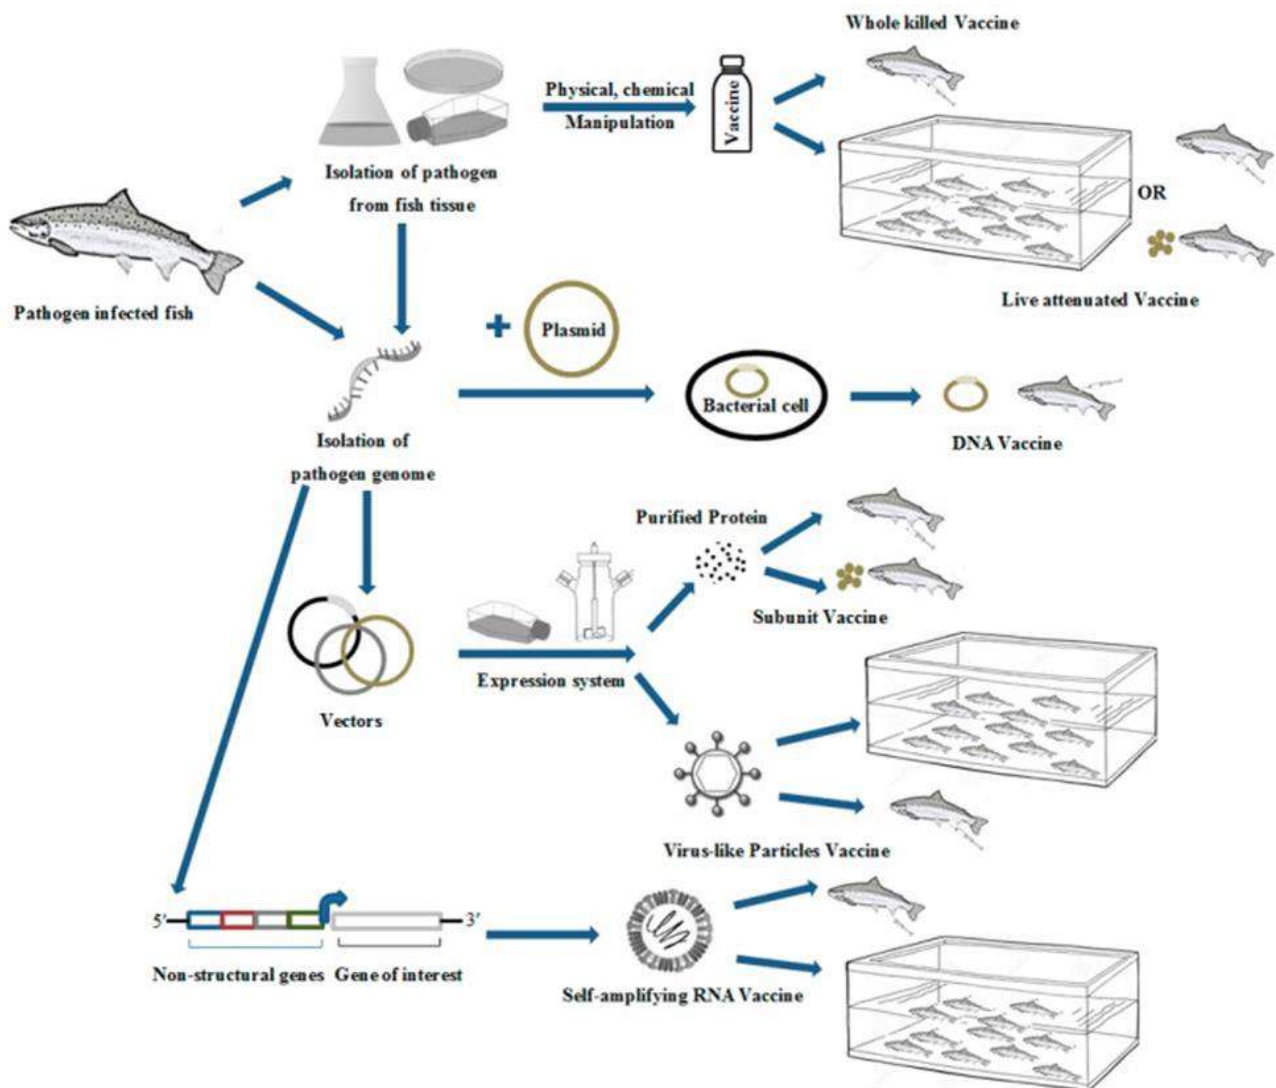 Whole killed Vaccine
Physical, chemical
Manipulation
Vaccine
Isolation of pathogen
from fish tissue
OR
Pathogen infected fish
Live attenuated Vaccine
+
Plasmid
Bacterial cell
Isolation of
pathogen genome
DNA Vaccine
Purified Protein
Subunit Vaccine
Expression system
Vectors
Virus-like Particles Vaccine
5'
3'
Non-structural genes
Gene of interest
Self-amplifying RNA Vaccine